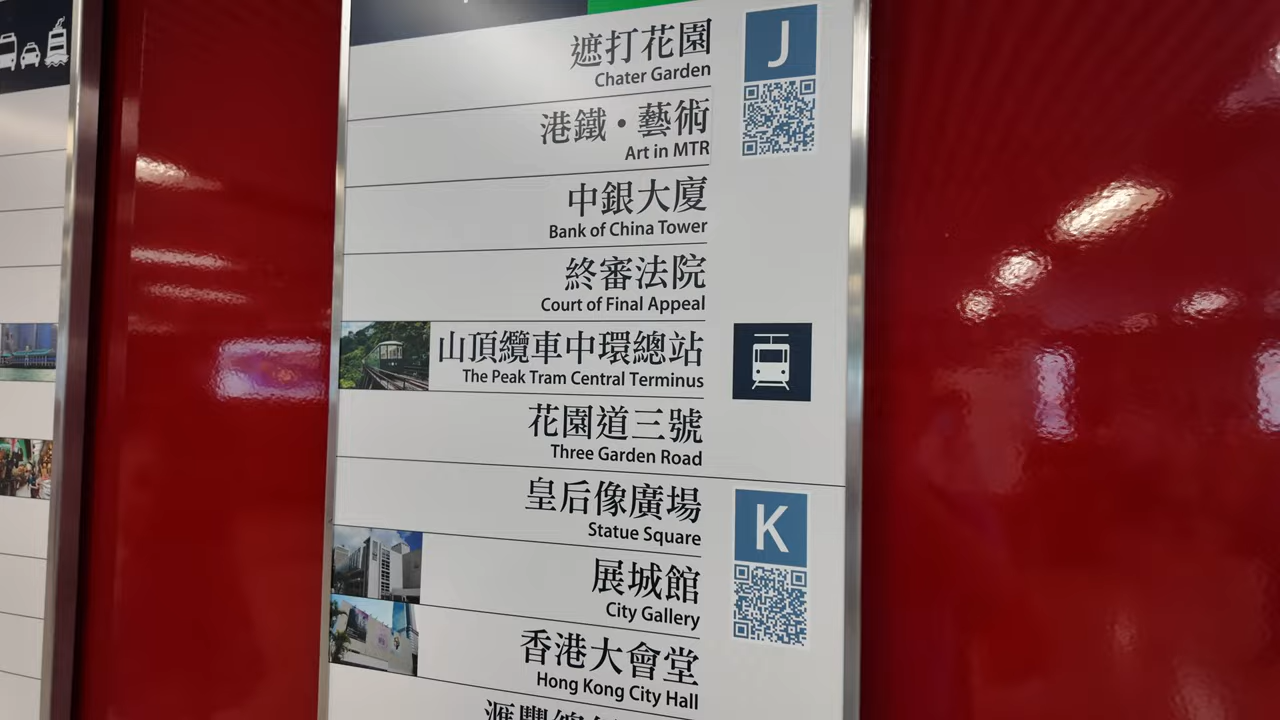 遮打花園
Chater Garden
J
港鐵・藝術
Art in MTR
中銀大廈
Bank of China Tower
終審法院
Court of Final Appeal
山頂纜車中環總站
The Peak Tram Central Terminus
花園道三號
Three Garden Road
皇后像廣場
Statue Square
K
展城館
City Gallery
香港大會堂
Hong Kong City Hall
滙豐總